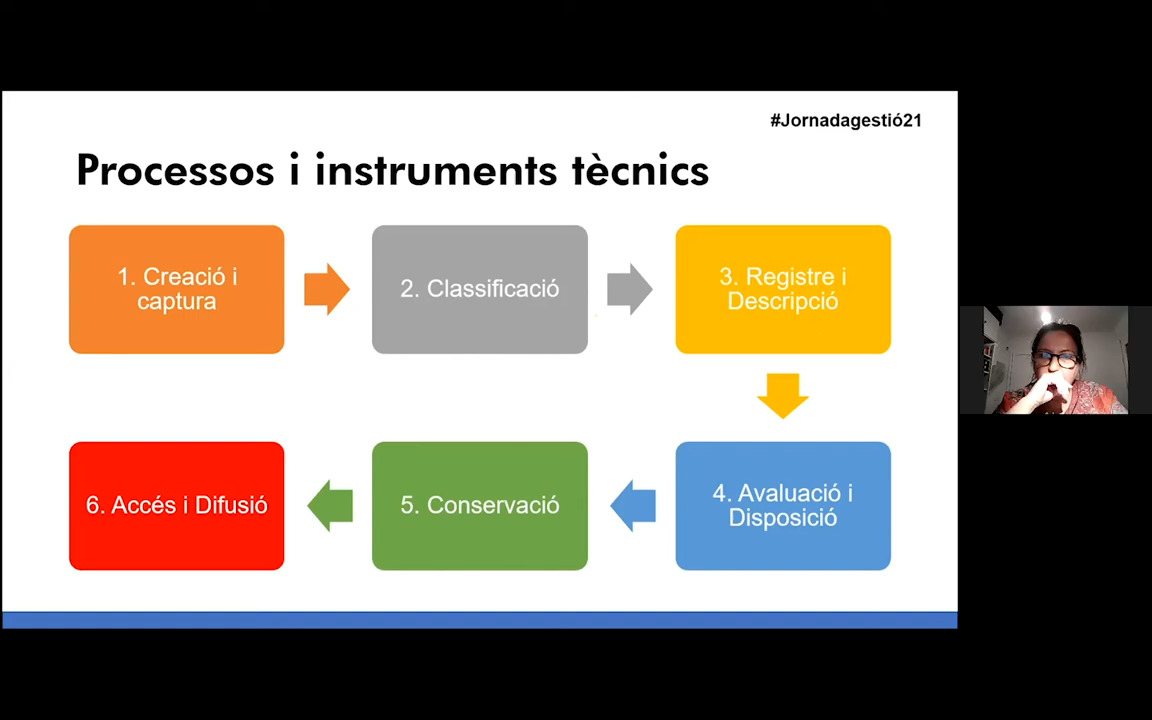 #Jornadagestió21
Processos i instruments tècnics
1. Creació i
captura
2. Classificació
3. Registre i
Descripció
4. Avaluació i
Disposició
5. Conservació
6. Accés i Difusió